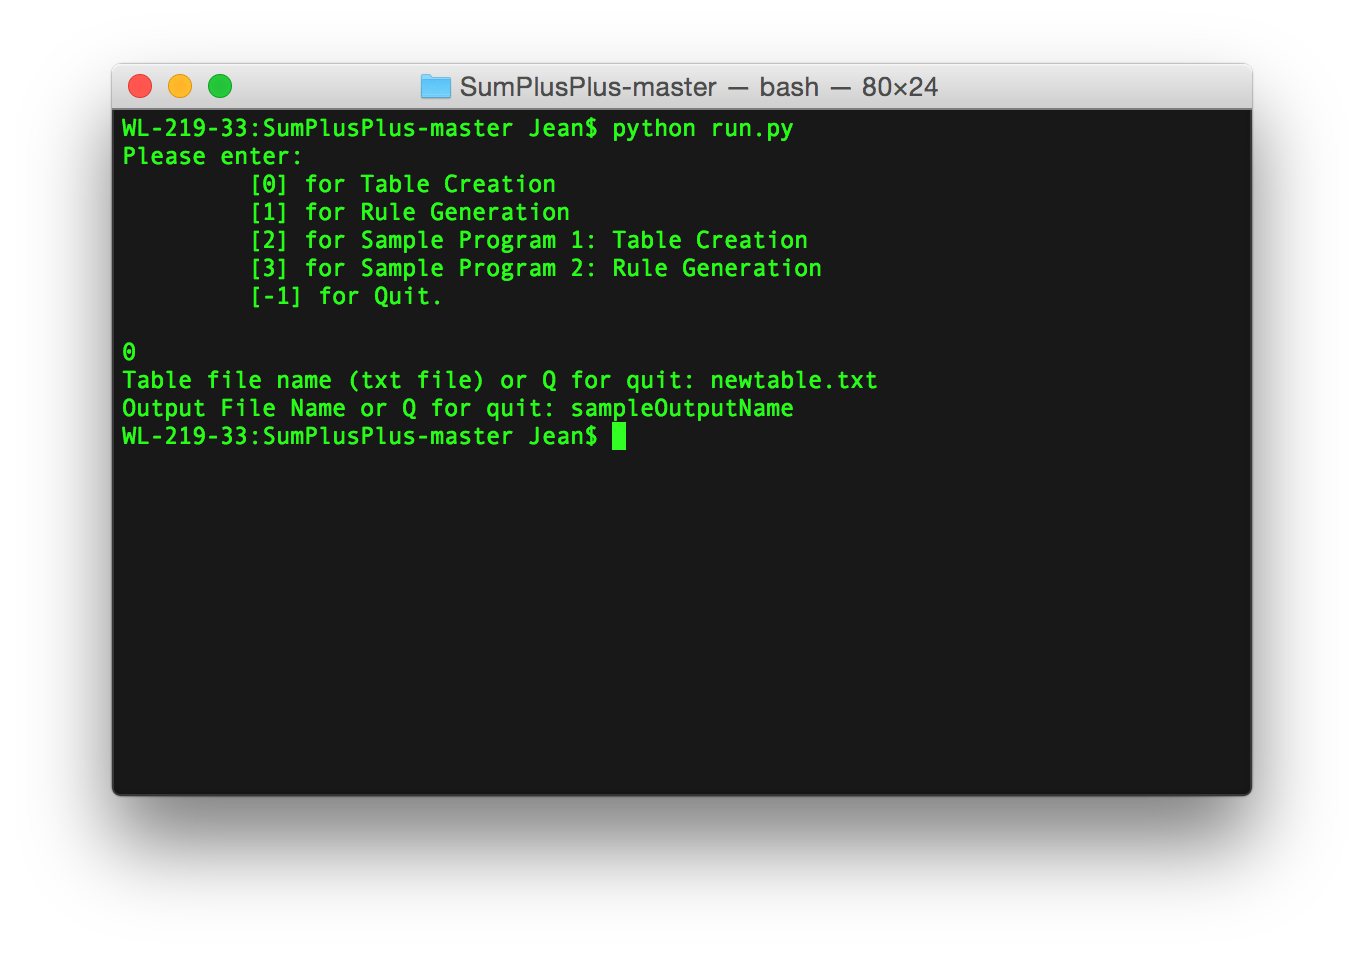 SumPlusPlus-master — bash — 80×24
WL-219-33:SumPlusPlus-master Jean$ python run.py
Please enter:
[0] for Table Creation
[1] for Rule Generation
[2] for Sample Program 1: Table Creation
[3] for Sample Program 2: Rule Generation
[-1] for Quit.
0
Table file name (txt file) or Q for quit: newtable.txt
Output File Name or Q for quit: sampleOutputName
WL-219-33:SumPlusPlus-master Jean$